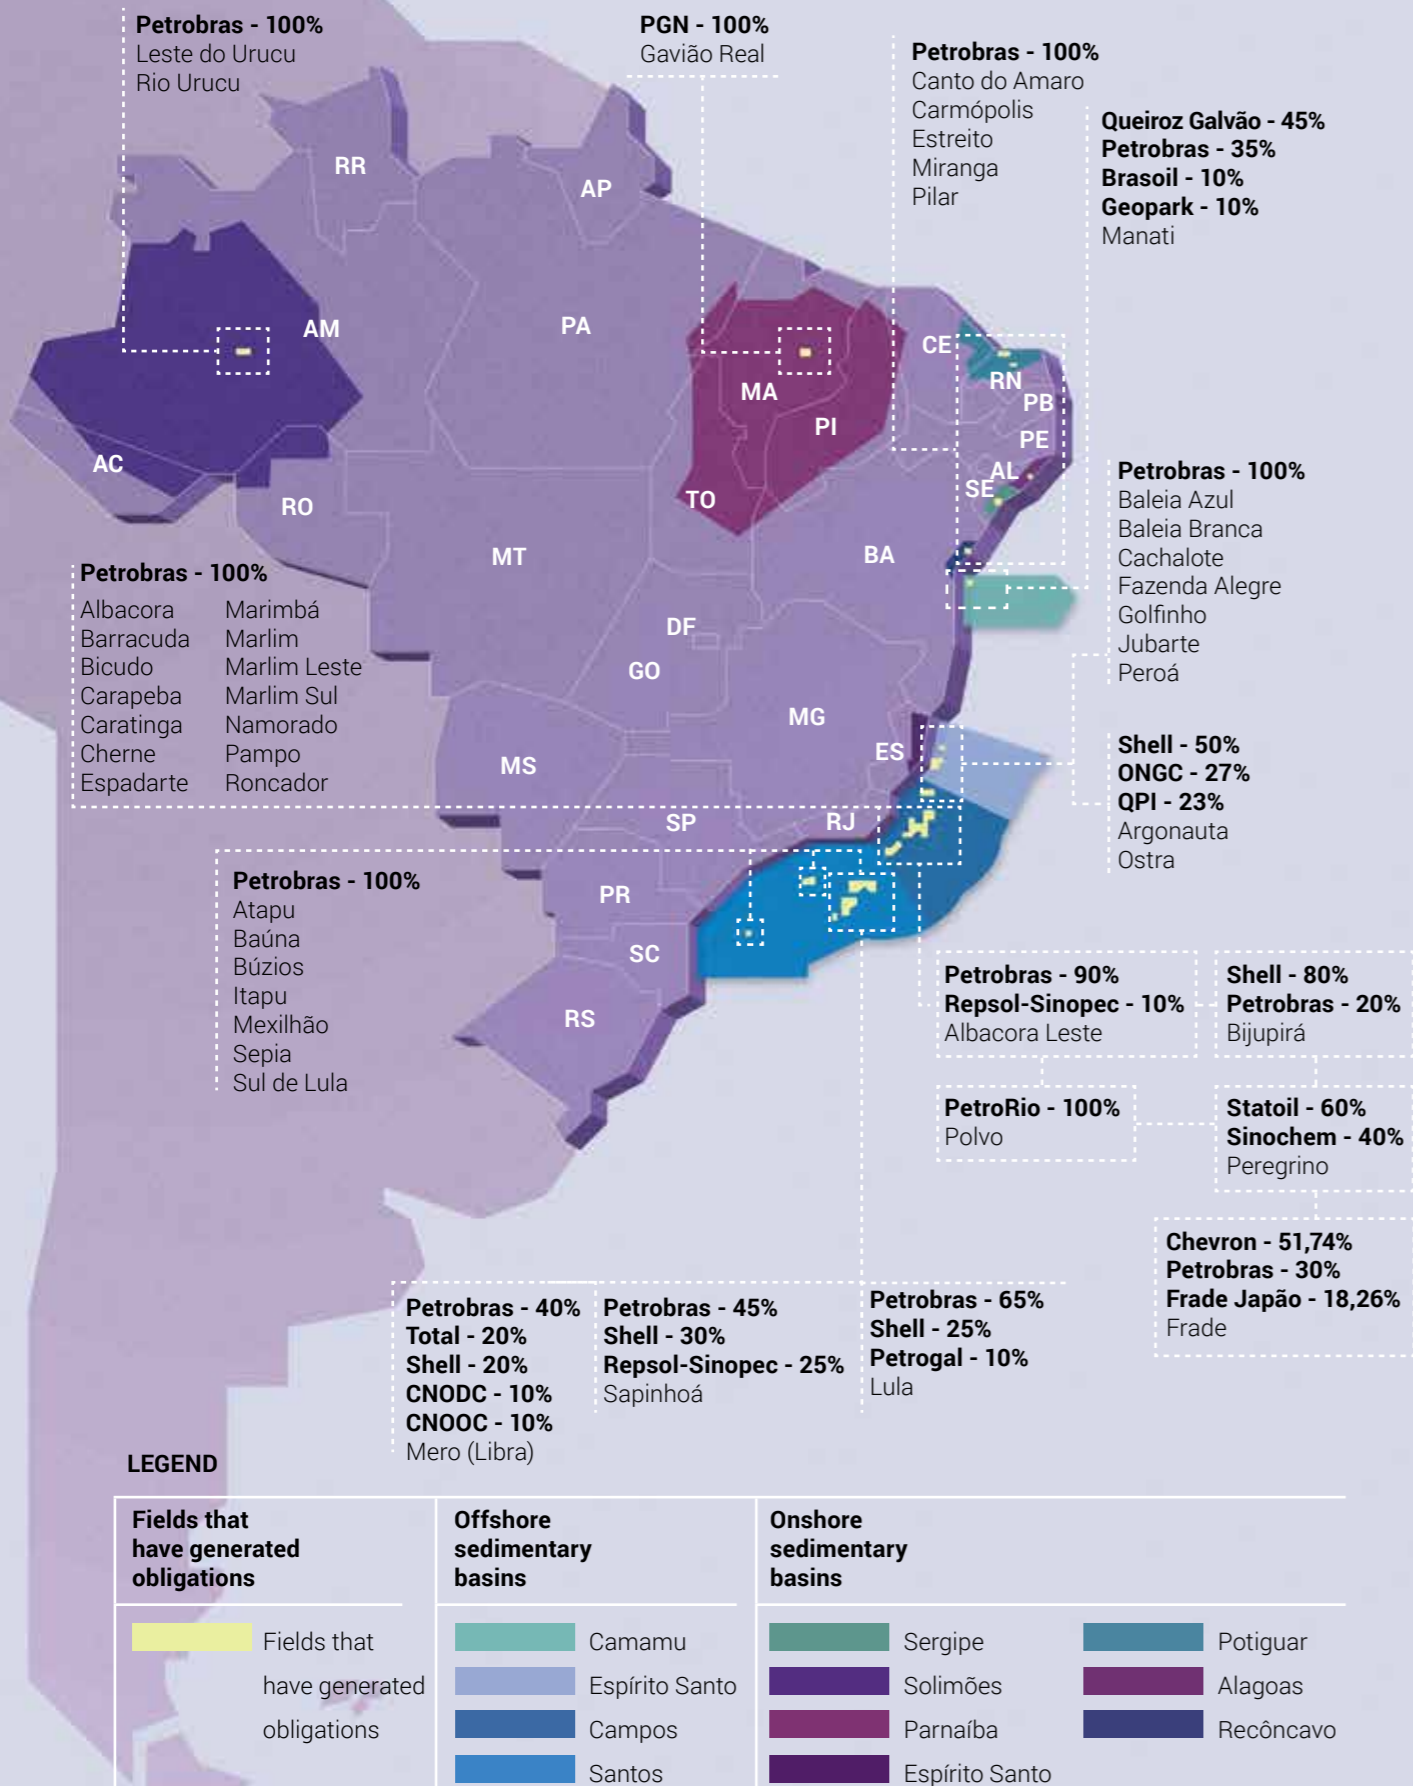 Petrobras - 100%
Leste do Urucu
Rio Urucu
PGN - 100%
Gavião Real
Petrobras - 100%
Canto do Amaro
Carmópolis
Estreito
Miranga
Pilar
Queiroz Galvão - 45%
Petrobras - 35%
Brasoil - 10%
Geopark - 10%
Manati
RR
AP
AM
PA
CE
RN
MA
PB
PI
PE
AC
AL
SE
TO
RO
MT
BA
Petrobras - 100%
Baleia Azul
Baleia Branca
Cachalote
Fazenda Alegre
Golfinho
Jubarte
Peroá
Petrobras - 100%
Albacora
Barracuda
Bicudo
Carapeba
Caratinga
Cherne
Espadarte
Marimbá
Marlim
Marlim Leste
Marlim Sul
Namorado
Pampo
Roncador
DF
GO
MG
ES
MS
SP
RJ
PR
SC
RS
Shell - 50%
ONGC - 27%
QPI - 23%
Argonauta
Ostra
Petrobras - 100%
Atapu
Baúna
Búzios
Itapu
Mexilhão
Sepia
Sul de Lula
Petrobras - 90%
Repsol-Sinopec - 10%
Albacora Leste
Shell - 80%
Petrobras - 20%
Bijupirá
PetroRio - 100%
Polvo
Statoil - 60%
Sinochem - 40%
Peregrino
Chevron - 51,74%
Petrobras - 30%
Frade Japão - 18,26%
Frade
Petrobras - 40%
Total - 20%
Shell - 20%
CNODC - 10%
CNOOC - 10%
Mero (Libra)
Petrobras - 45%
Shell - 30%
Repsol-Sinopec - 25%
Sapinhoá
Petrobras - 65%
Shell - 25%
Petrogal - 10%
Lula
LEGEND
Fields that
have generated
obligations
Fields that
have generated
obligations
Offshore
sedimentary
basins
Camamu
Espírito Santo
Campos
Santos
Onshore
sedimentary
basins
Sergipe
Solimões
Parnaíba
Espírito Santo
Potiguar
Alagoas
Recôncavo